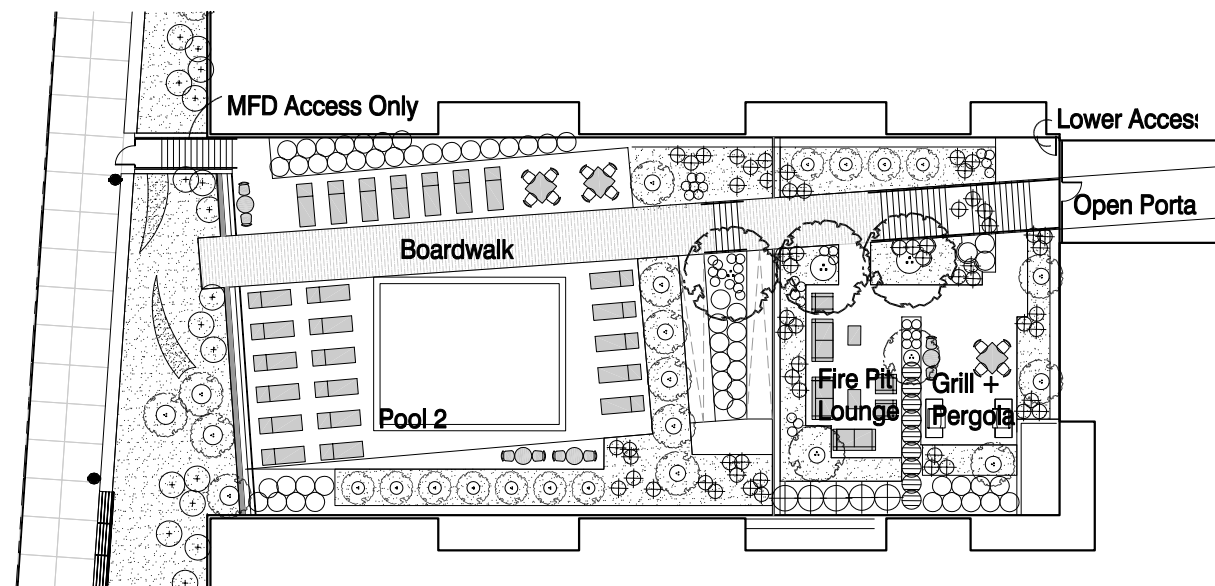 MFD Access Only
Lower Access
Open Porta
Boardwalk
Fire Pit
Lounge
Grill +
Pergola
Pool 2